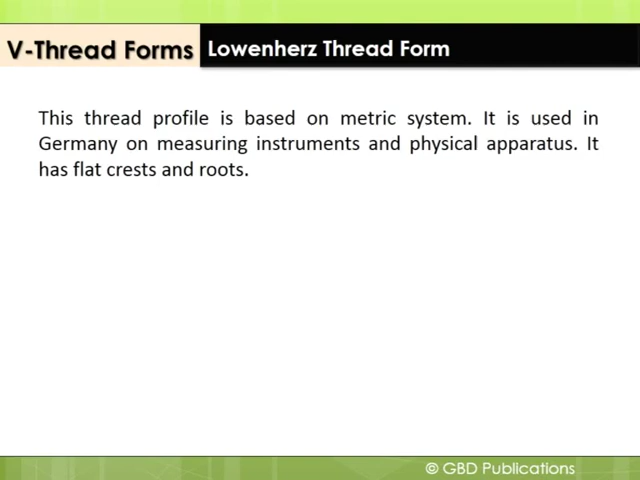 V-Thread Forms
Lowenherz Thread Form
This thread profile is based on metric system. It is used in
Germany on measuring instruments and physical apparatus. It
has flat crests and roots.
© GBD Publications